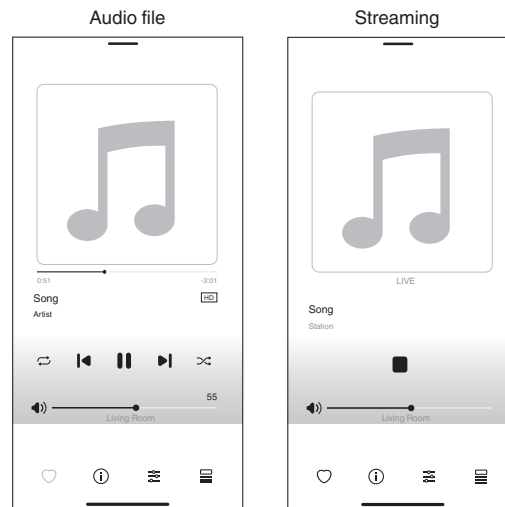 Audio file
0:51
-3:01
Song
HD
Artist
55
Living Room
Streaming
LIVE
Song
Station
Living Room